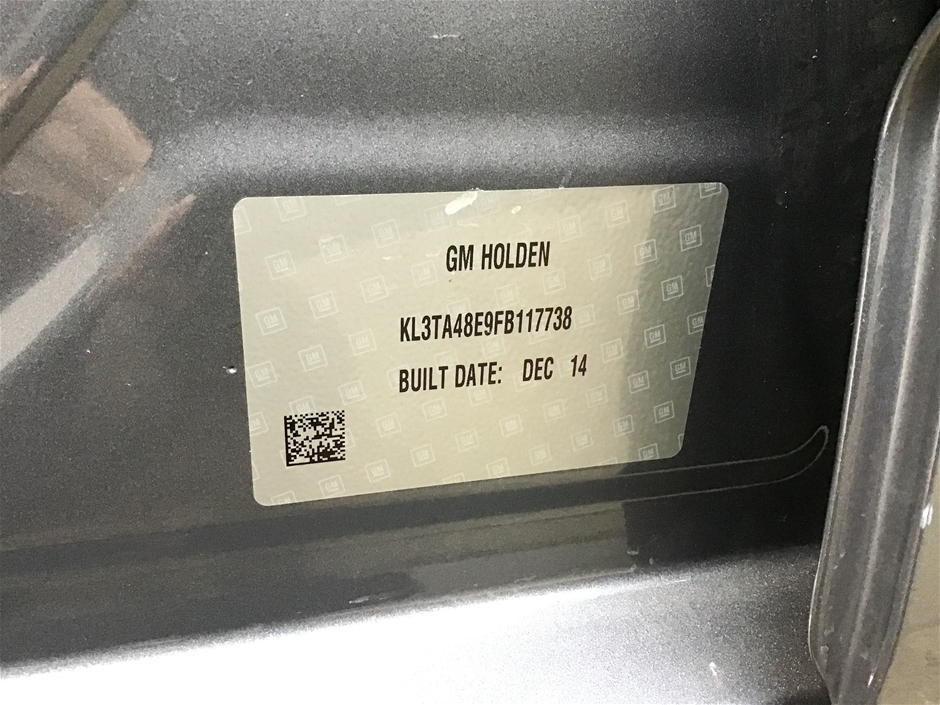 GM HOLDEN
KL3TA48E9FB117738
BUILT DATE: DEC 14